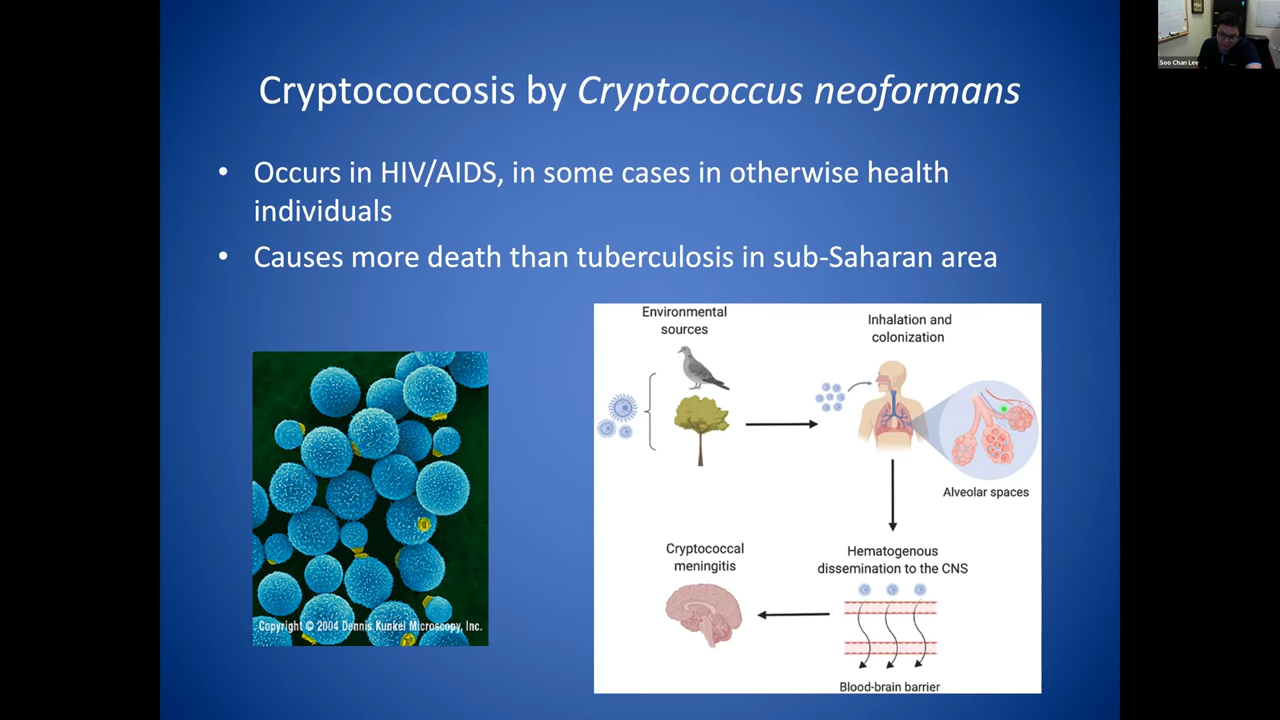 Cryptococcosis by Cryptococcus neoformans
• Occurs in HIV/AIDS, in some cases in otherwise health
individuals
• Causes more death than tuberculosis in sub-Saharan area
Environmental
sources
Inhalation and
colonization
Alveolar spaces
Hematogenous
dissemination to the CNS
Cryptococcal
meningitis
Blood-brain barrier
Copyright © 2004 Dennis Kunkel Microscopy, Inc.
Soo Chan Lee